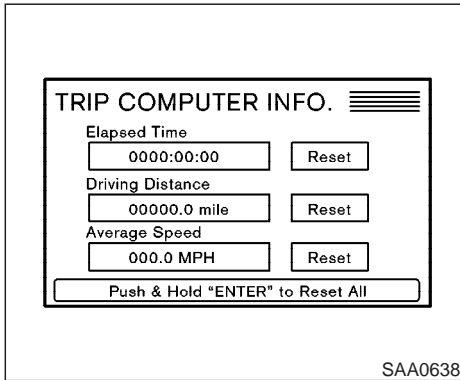 TRIP COMPUTER INFO.
Elapsed Time
0000:00:00 Reset
Driving Distance
00000.0 mile Reset
Average Speed
000.0 MPH Reset
Push & Hold "ENTER" to Reset All
SAA0638